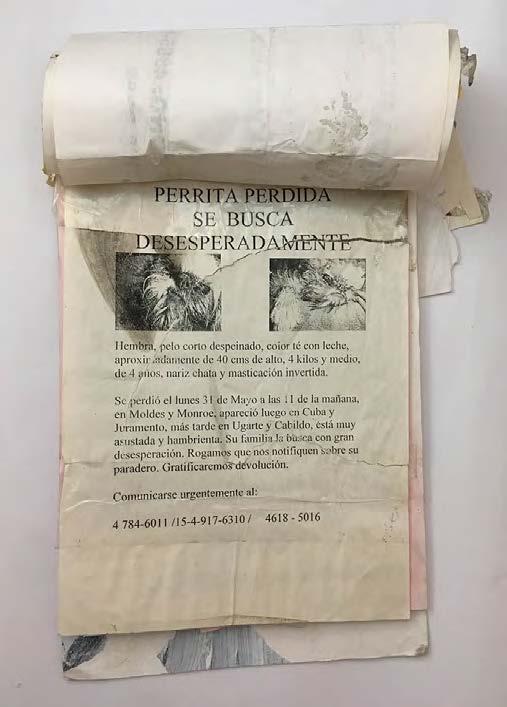 PERRITA PERDIDA
SE BUSCA
DESESPERADAMENTE
Hembra, pelo corto despeinado, color té con leche,
aproximadamente de 40 cms de alto, 4 kilos y medio,
de 4 años, nariz chata y masticación invertida.
Se perdió el lunes 31 de Mayo a las 11 de la mañana,
en Moldes y Monroe, apareció luego en Cuba y
Juramento, más tarde en Ugarte y Cabildo, está muy
asustada y hambrienta. Su familia la busca con gran
desesperación. Rogamos que nos notifiquen sobre su
paradero. Gratificaremos devolución.
Comunicarse urgentemente al:
4 784-6011 /15-4-917-6310 / 4618 - 5016